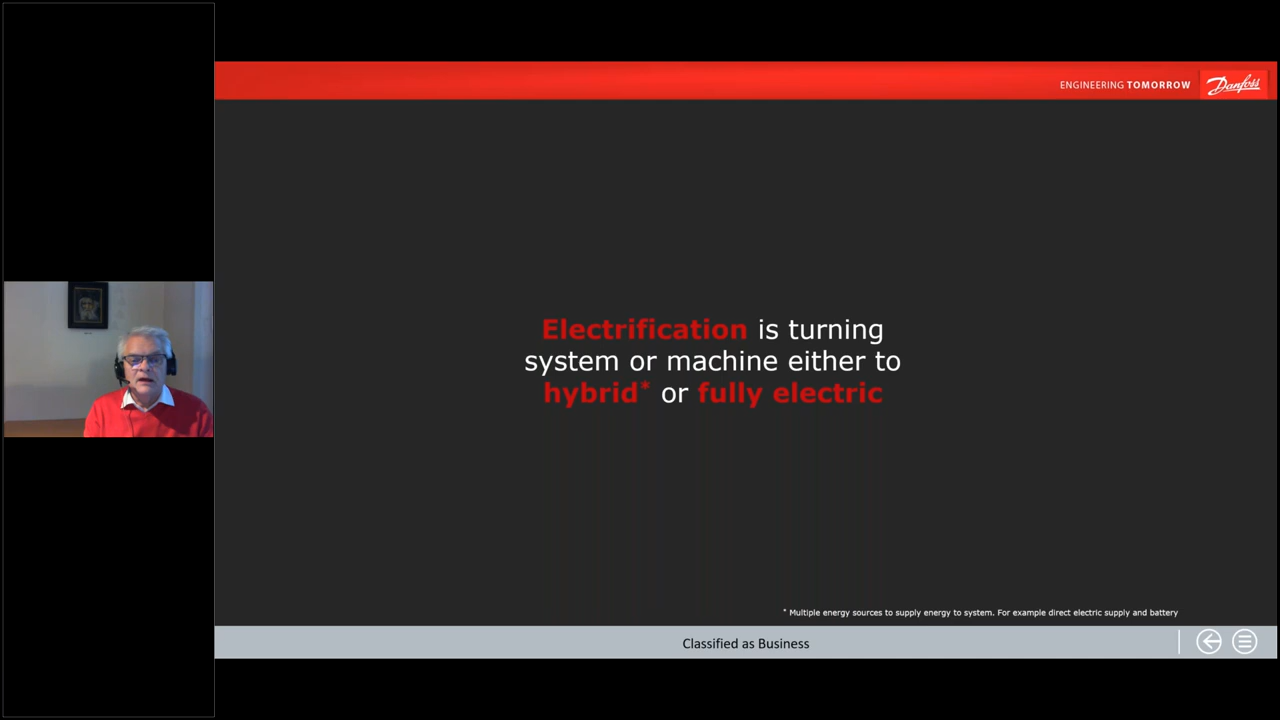 ENGINEERING TOMORROW
Danfoss
Electrification is turning
system or machine either to
hybrid* or fully electric
* Multiple energy sources to supply energy to system. For example direct electric supply and battery
Classified as Business